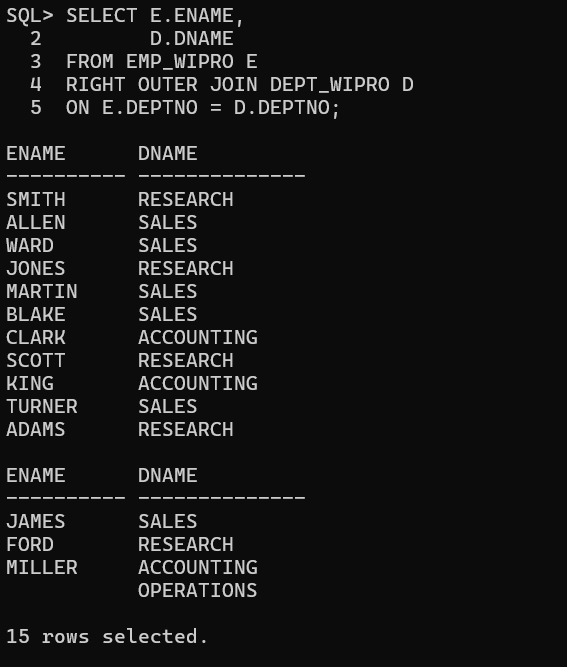 SQL> SELECT E.ENAME,
  2         D.DNAME
  3  FROM EMP_WIPRO E
  4  RIGHT OUTER JOIN DEPT_WIPRO D
  5  ON E.DEPTNO = D.DEPTNO;

ENAME      DNAME
---------- --------------
SMITH      RESEARCH
ALLEN      SALES
WARD       SALES
JONES      RESEARCH
MARTIN     SALES
BLAKE      SALES
CLARK      ACCOUNTING
SCOTT      RESEARCH
KING       ACCOUNTING
TURNER     SALES
ADAMS      RESEARCH

ENAME      DNAME
---------- --------------
JAMES      SALES
FORD       RESEARCH
MILLER     ACCOUNTING
           OPERATIONS

15 rows selected.